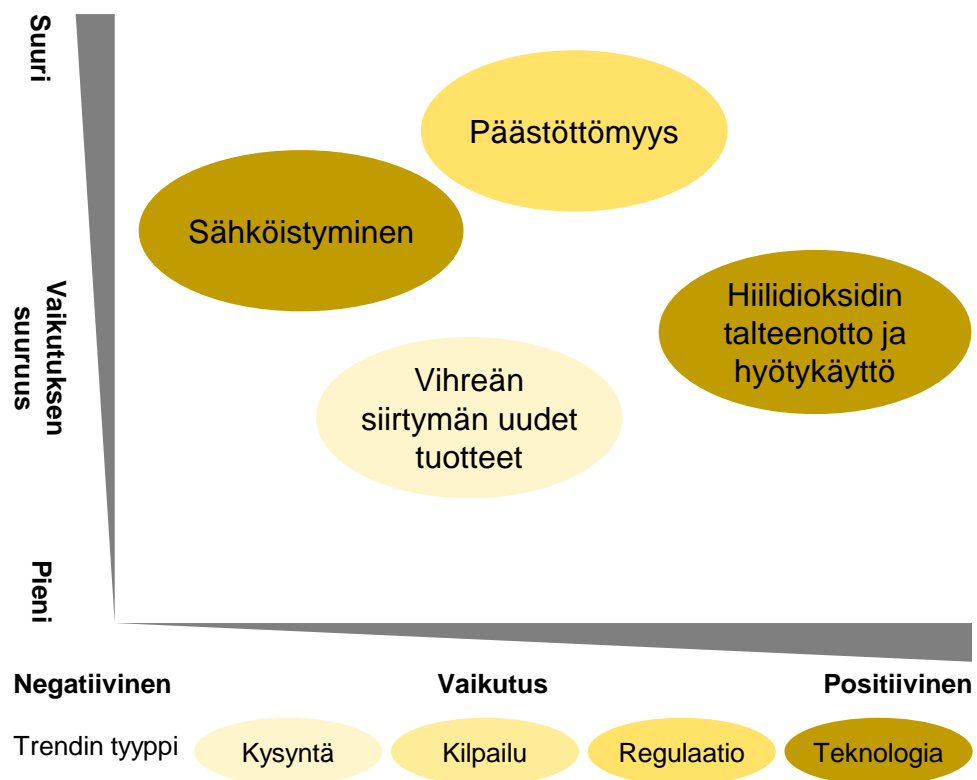 Suuri
Päästöttömyys
Sähköistyminen
Vaikutuksen
suuruus
Hiilidioksidin
talteenotto ja
hyötykäyttö
Vihreän
siirtymän uudet
tuotteet
Pieni
Negatiivinen Vaikutus Positiivinen
Trendin tyyppi Kysyntä Kilpailu Regulaatio Teknologia